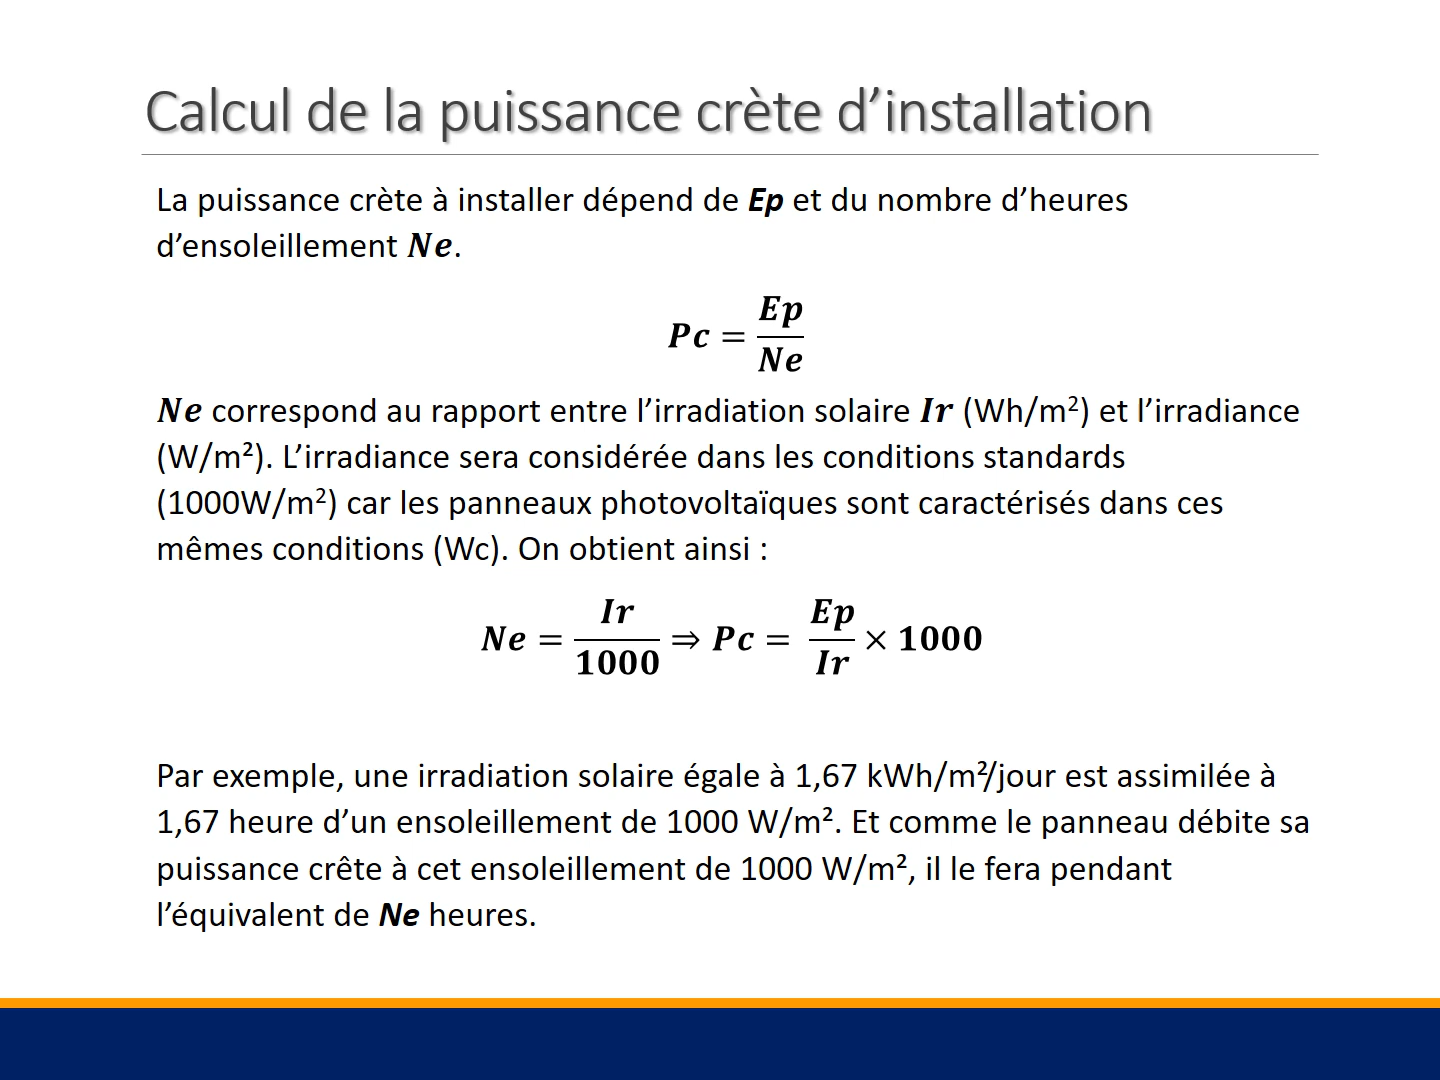 Calcul de la puissance crète d’installation
La puissance crète à installer dépend de Ep et du nombre d’heures
d’ensoleillement Ne.
Pc = Ep/Ne
Ne correspond au rapport entre l’irradiation solaire Ir (Wh/m²) et l’irradiance
(W/m²). L’irradiance sera considérée dans les conditions standards
(1000W/m²) car les panneaux photovoltaïques sont caractérisés dans ces
mêmes conditions (Wc). On obtient ainsi :
Ne = Ir/1000 ⇒ Pc = Ep/Ir × 1000
Par exemple, une irradiation solaire égale à 1,67 kWh/m²/jour est assimilée à
1,67 heure d’un ensoleillement de 1000 W/m². Et comme le panneau débite sa
puissance crête à cet ensoleillement de 1000 W/m², il le fera pendant
l’équivalent de Ne heures.